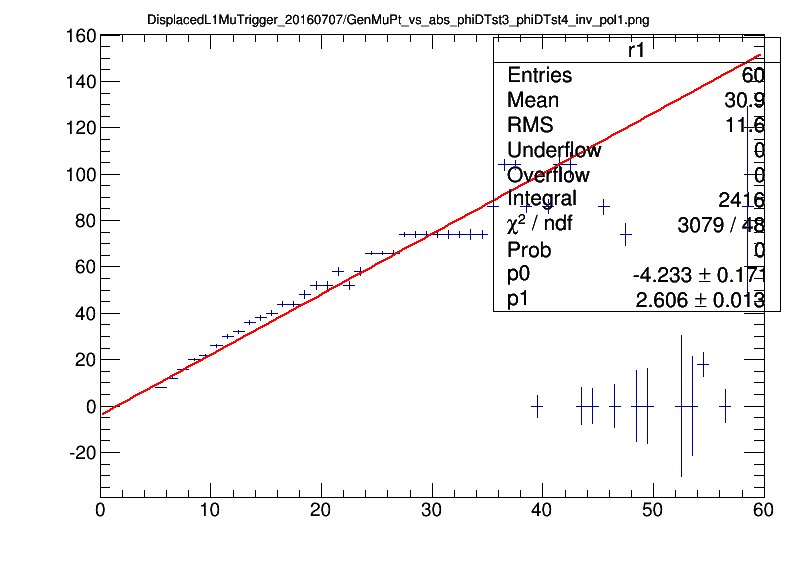 DisplacedL1MuTrigger_20160707/GenMuPt_vs_abs_phiDTst3_phiDTst4_inv_pol1.png
r1
Entries 60
Mean 30.9
RMS 11.6
Underflow 0
Overflow 0
Integral 2416
χ² / ndf 3079 / 48
Prob 0
p0 -4.233 ± 0.171
p1 2.606 ± 0.013
160
140
120
100
80
60
40
20
0
-20
0 10 20 30 40 50 60